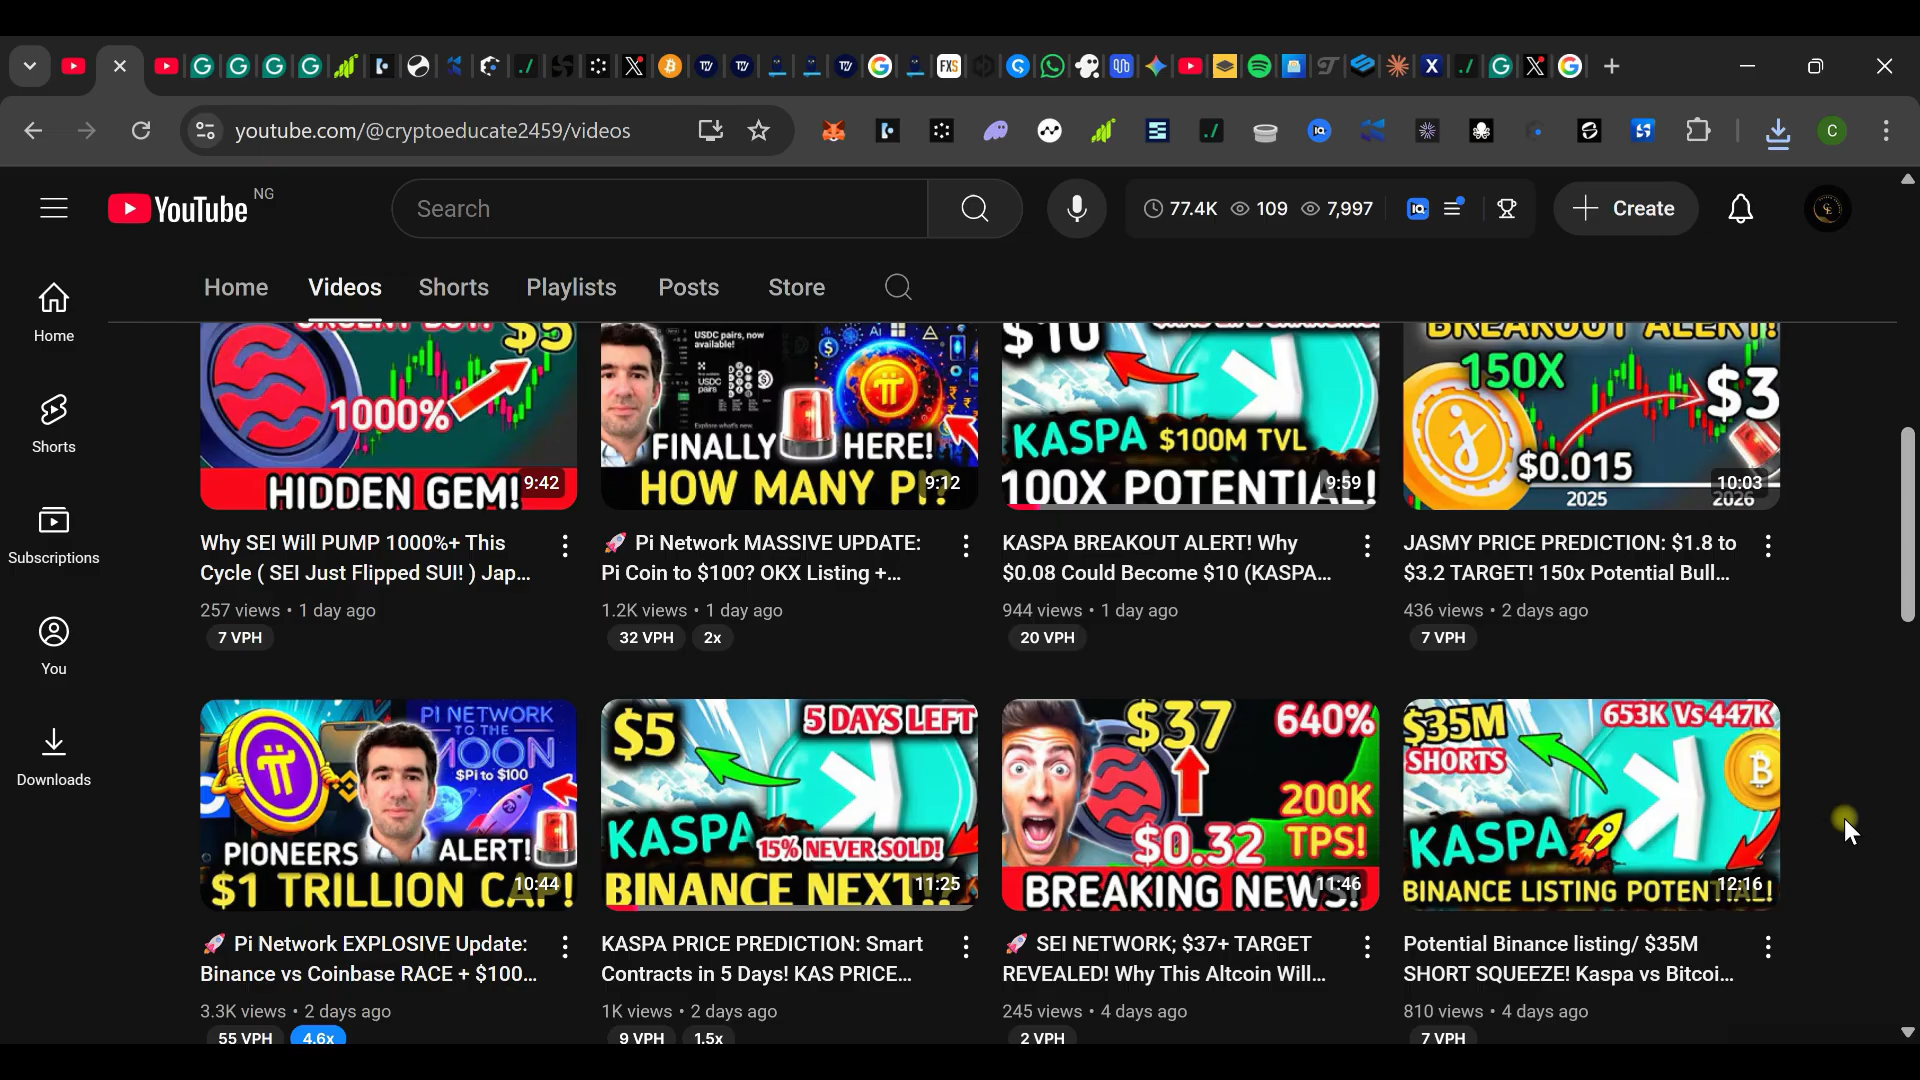 youtube.com/@cryptoeducate2459/videos
C
YouTube NG
Search
77.4K 109 7,997
Create
Home
Videos
Shorts
Playlists
Posts
Store
Home
Shorts
Subscriptions
You
Downloads
$5
1000%
HIDDEN GEM!
9:42
Why SEI Will PUMP 1000%+ This
Cycle ( SEI Just Flipped SUI! ) Jap...
257 views • 1 day ago
7 VPH
USDC pairs, now
available!
USDC
pairs
FINALLY HERE!
HOW MANY PI?
9:12
🚀 Pi Network MASSIVE UPDATE:
Pi Coin to $100? OKX Listing +...
1.2K views • 1 day ago
32 VPH 2x
$10
KASPA $100M TVL
100X POTENTIAL!
9:59
KASPA BREAKOUT ALERT! Why
$0.08 Could Become $10 (KASPA...
944 views • 1 day ago
20 VPH
BREAKOUT ALERT!
150X
$3
$0.015
2025 2026
10:03
JASMY PRICE PREDICTION: $1.8 to
$3.2 TARGET! 150x Potential Bull...
436 views • 2 days ago
7 VPH
PI NETWORK
TO THE
MOON
$Pi to $100
PIONEERS ALERT!
$1 TRILLION CAP!
10:44
🚀 Pi Network EXPLOSIVE Update:
Binance vs Coinbase RACE + $100...
3.3K views • 2 days ago
55 VPH 4.6x
$5
5 DAYS LEFT
KASPA
15% NEVER SOLD!
BINANCE NEXT!?
11:25
KASPA PRICE PREDICTION: Smart
Contracts in 5 Days! KAS PRICE...
1K views • 2 days ago
9 VPH 1.5x
$37
640%
200K
TPS!
$0.32
BREAKING NEWS!
11:46
🚀 SEI NETWORK; $37+ TARGET
REVEALED! Why This Altcoin Will...
245 views • 4 days ago
2 VPH
$35M
SHORTS
653K Vs 447K
KASPA
BINANCE LISTING POTENTIAL!
12:16
Potential Binance listing/ $35M
SHORT SQUEEZE! Kaspa vs Bitcoi...
810 views • 4 days ago
7 VPH